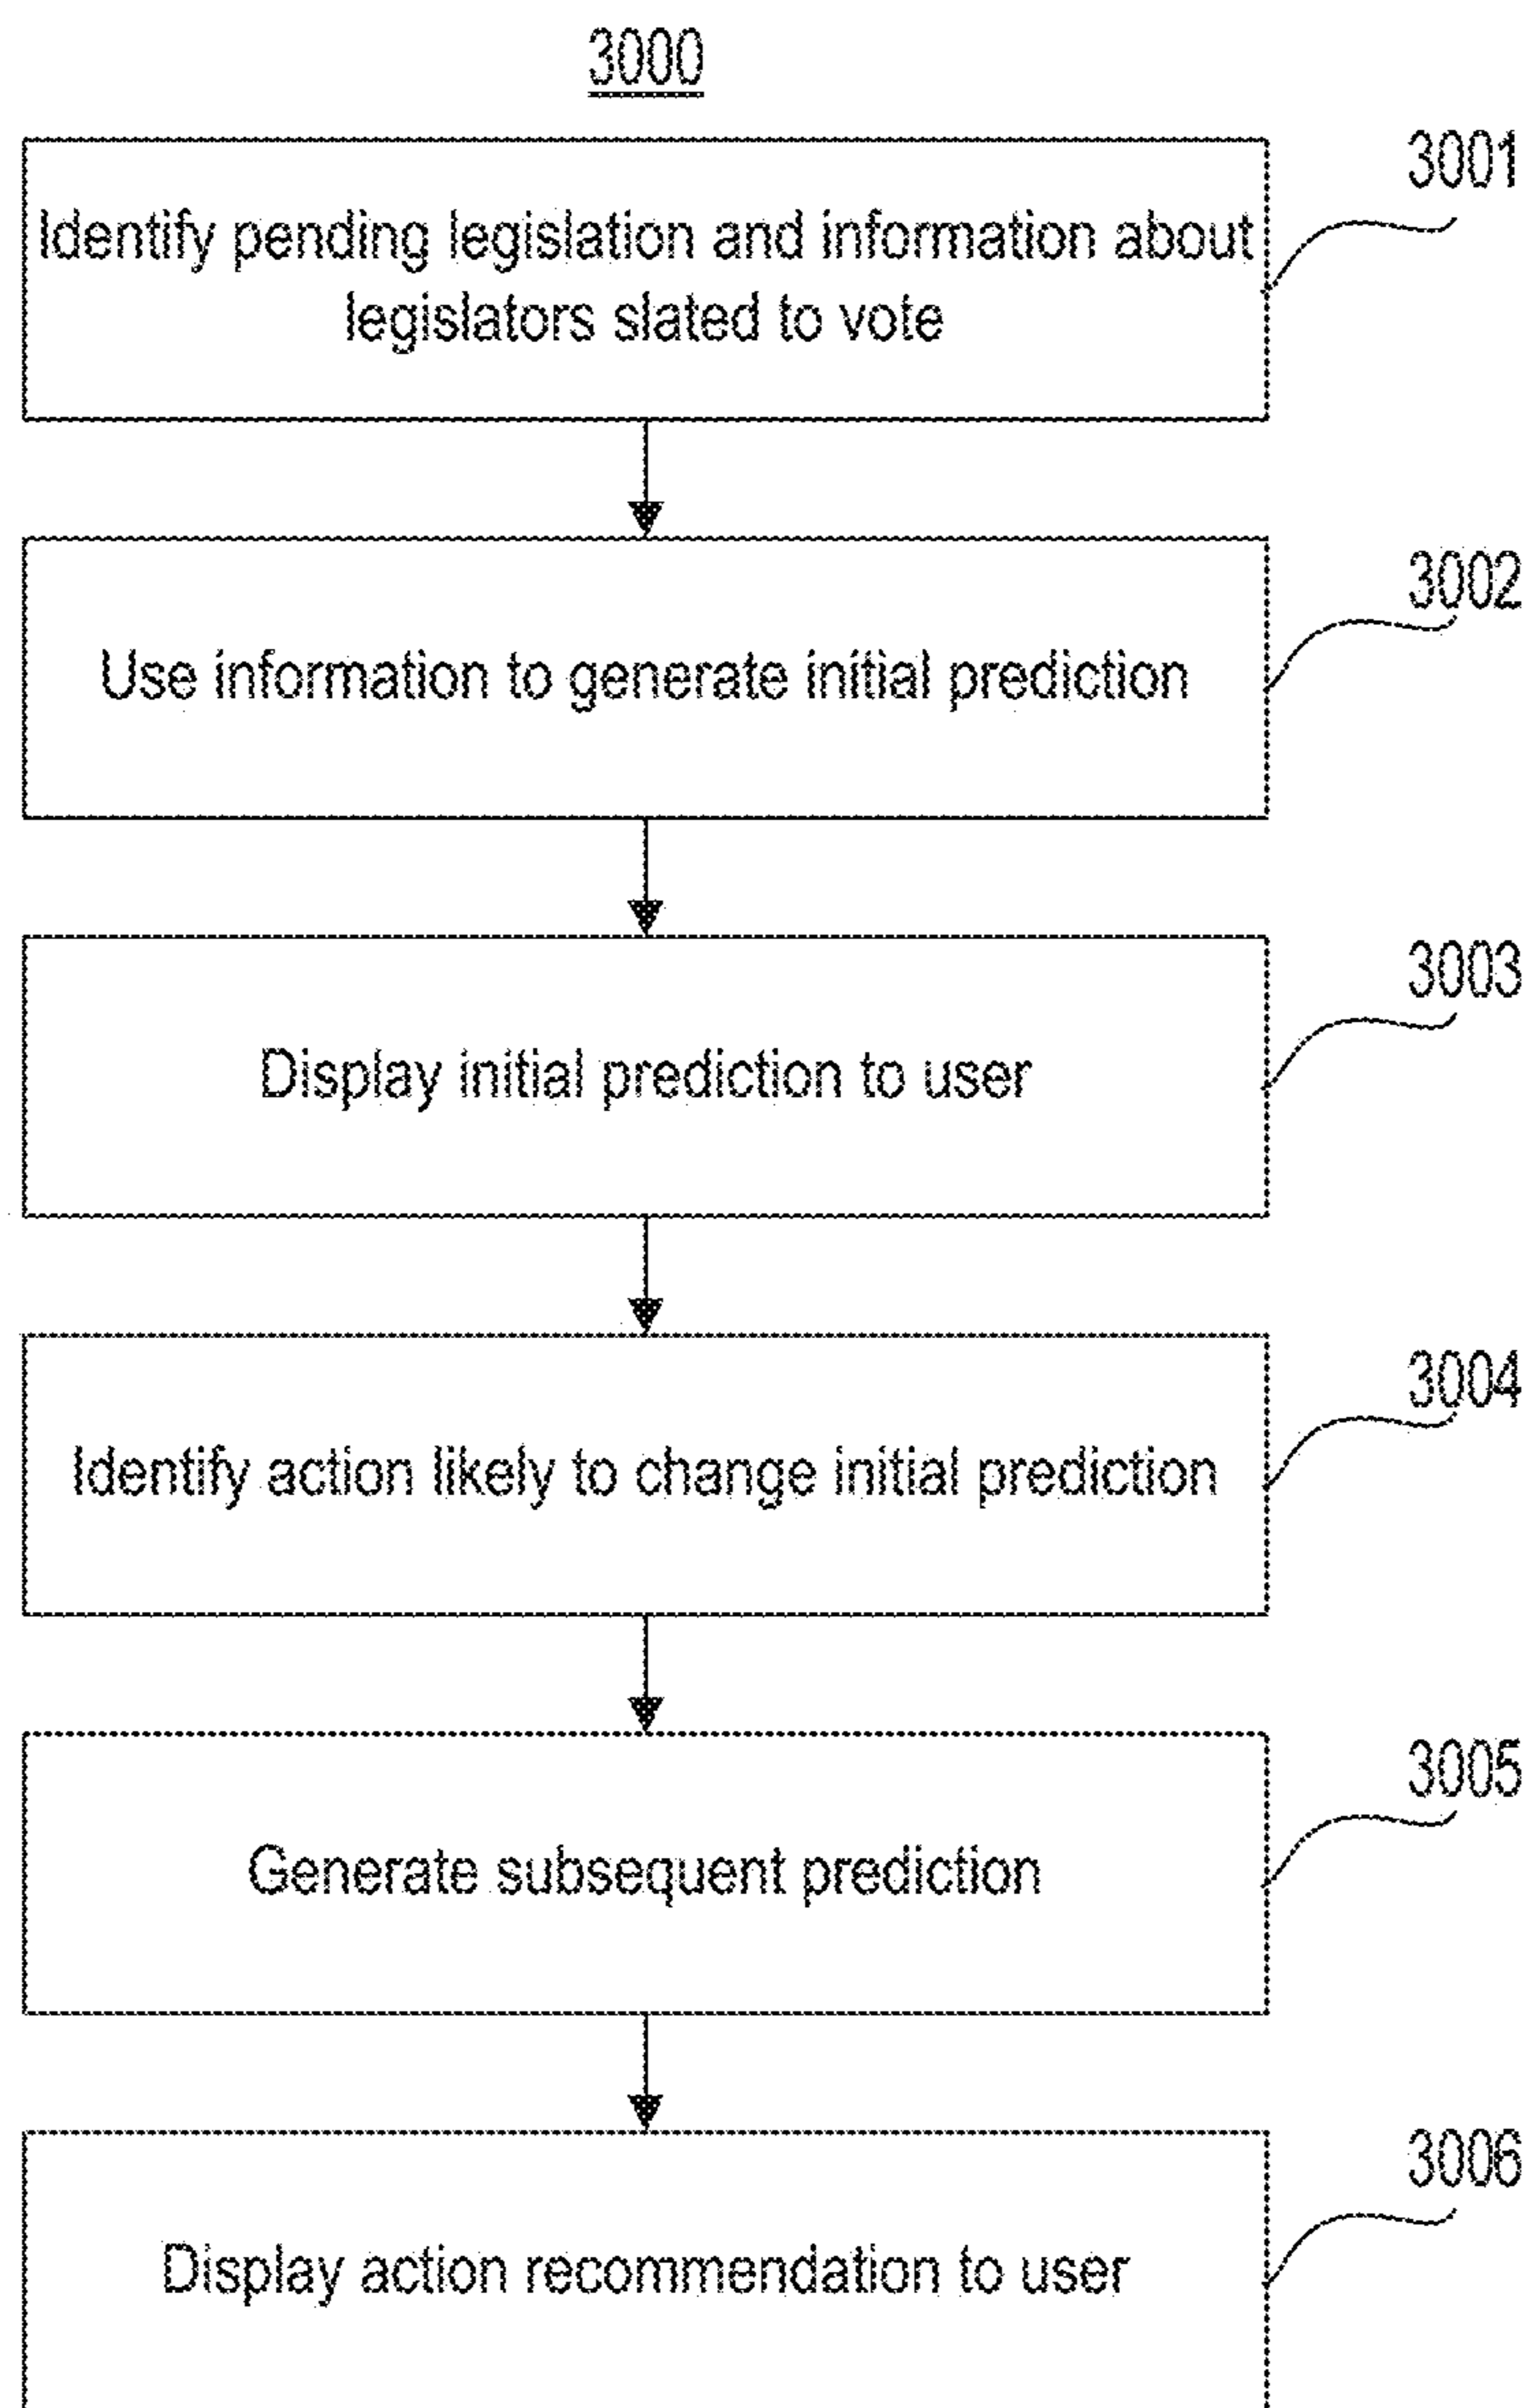 3000
3001
Identify pending legislation and information about
legislators slated to vote
3002
Use information to generate initial prediction
3003
Display initial prediction to user
3004
Identify action likely to change initial prediction
3005
Generate subsequent prediction
3006
Display action recommendation to user